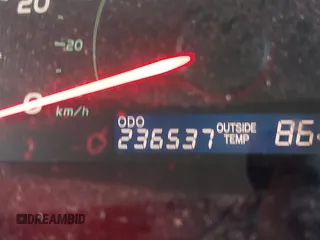 20
20
0
km/h
ODO
236537
OUTSIDE
TEMP
86
DREAMBID